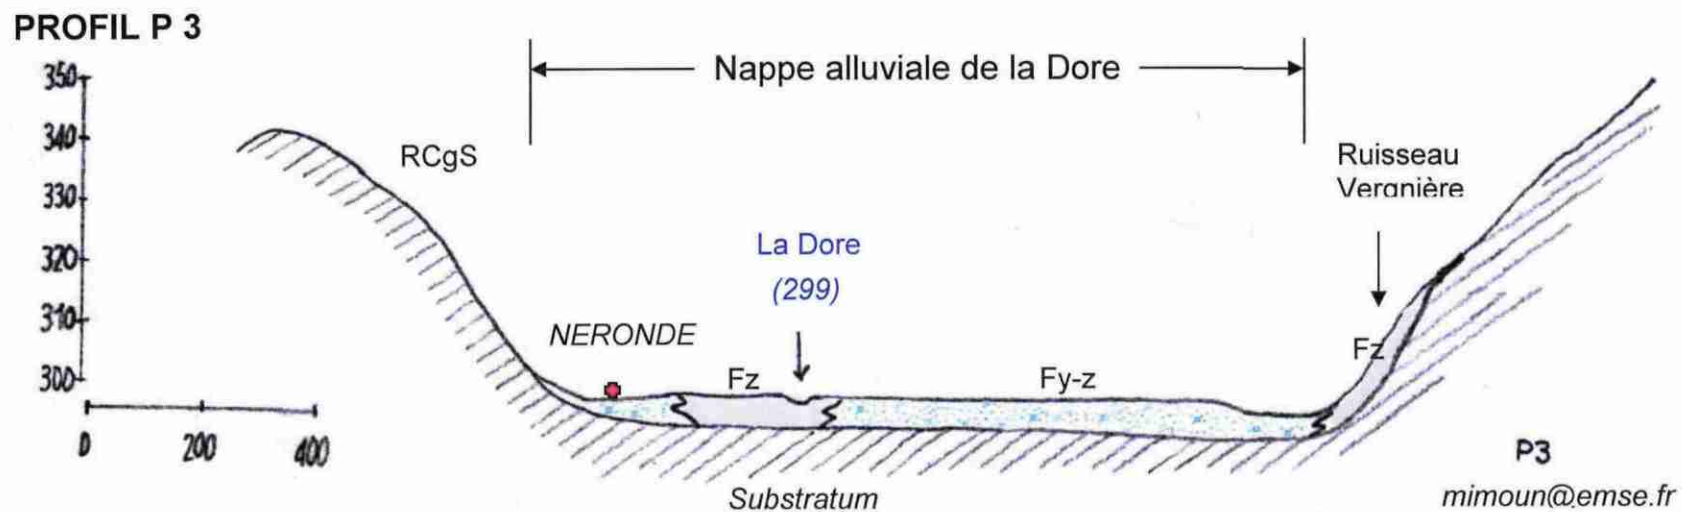 PROFIL P 3
Nappe alluviale de la Dore
350
340
330
320
310
300
0 200 400
RCgS
NERONDE
La Dore
(299)
Fz
Fy-z
Ruisseau
Vergnière
Fz
Substratum
P3
mimoun@emse.fr